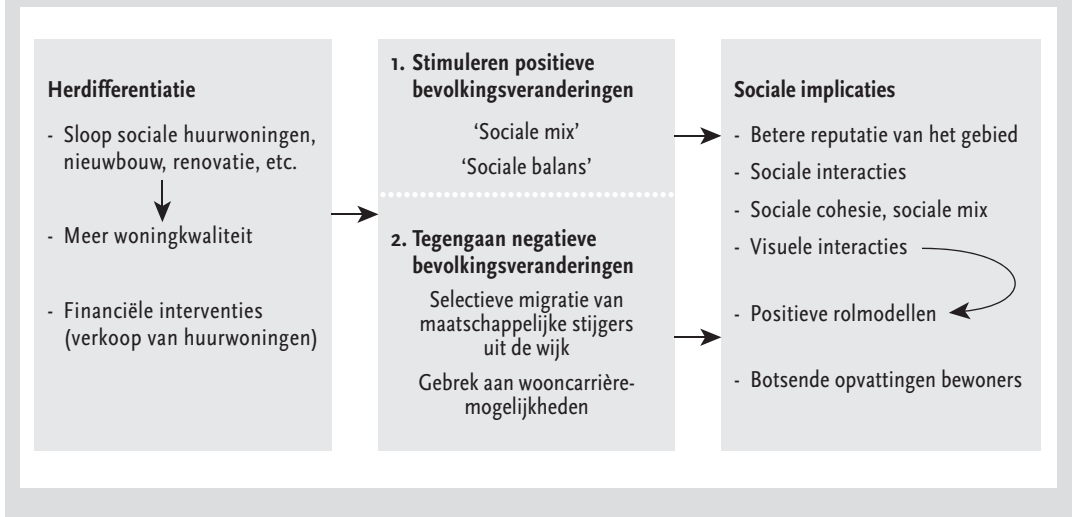 Herdifferentiatie
- Sloop sociale huurwoningen,
nieuwbouw, renovatie, etc.
- Meer woningkwaliteit
- Financiële interventies
(verkoop van huurwoningen)
1. Stimuleren positieve
bevolkingsveranderingen
‘Sociale mix’
‘Sociale balans’
2. Tegengaan negatieve
bevolkingsveranderingen
Selectieve migratie van
maatschappelijke stijgers
uit de wijk
Gebrek aan wooncarrière-
mogelijkheden
Sociale implicaties
- Betere reputatie van het gebied
- Sociale interacties
- Sociale cohesie, sociale mix
- Visuele interacties
- Positieve rolmodellen
- Botsende opvattingen bewoners